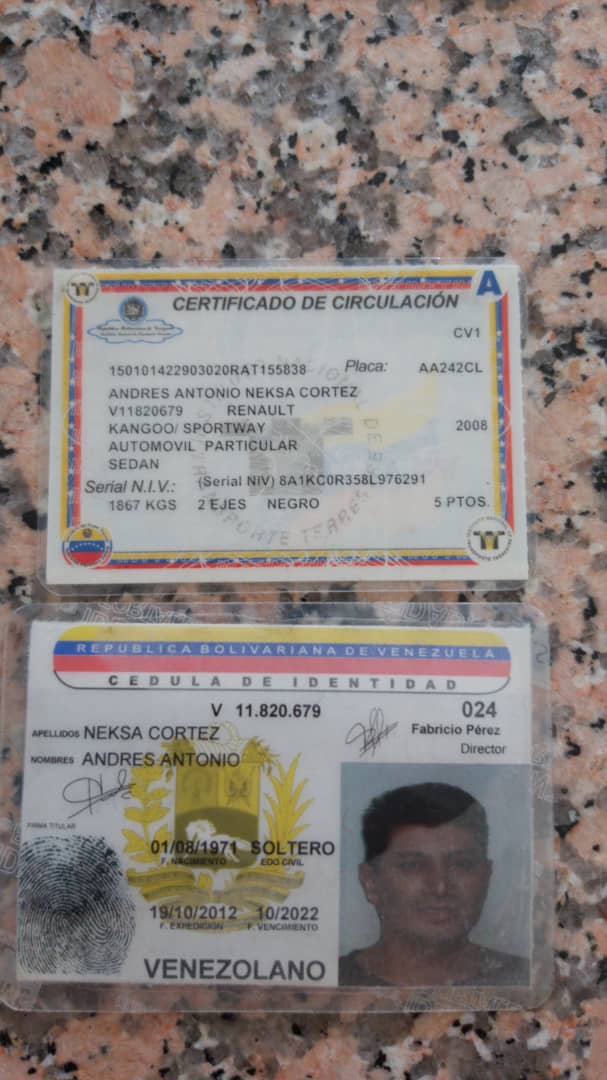 CERTIFICADO DE CIRCULACIÓN
A
CV1
150101422903020RAT155838 Placa: AA242CL
ANDRES ANTONIO NEKSA CORTEZ
V11820679 RENAULT
KANGOO/ SPORTWAY 2008
AUTOMOVIL PARTICULAR
SEDAN
Serial N.I.V.: (Serial NIV) 8A1KC0R358L976291
1867 KGS 2 EJES NEGRO 5 PTOS.
REPUBLICA BOLIVARIANA DE VENEZUELA
CEDULA DE IDENTIDAD
V 11.820.679 024
APELLIDOS NEKSA CORTEZ
Fabricio Pérez
Director
NOMBRES ANDRES ANTONIO
FIRMA TITULAR
01/08/1971 SOLTERO
F. NACIMIENTO EDO CIVIL
19/10/2012 10/2022
F. EXPEDICION F. VENCIMIENTO
VENEZOLANO